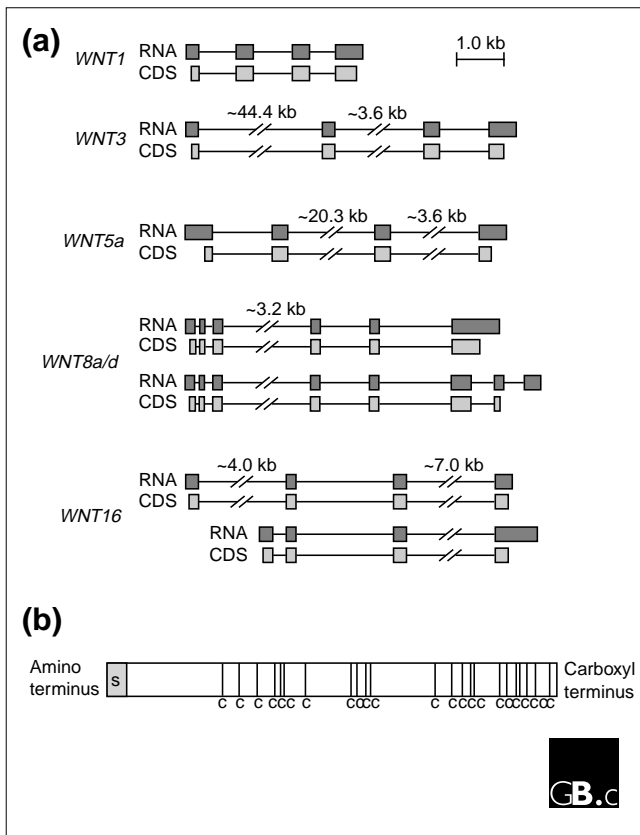 (a)
WNT1
RNA
CDS
1.0 kb
WNT3
~44.4 kb ~3.6 kb
RNA
CDS
WNT5a
~20.3 kb ~3.6 kb
RNA
CDS
WNT8a/d
~3.2 kb
RNA
CDS
RNA
CDS
WNT16
~4.0 kb ~7.0 kb
RNA
CDS
RNA
CDS
(b)
Amino
terminus
S
Carboxyl
terminus
C C C CCC C CCCC C CCCC CCCCCCC
GB.c